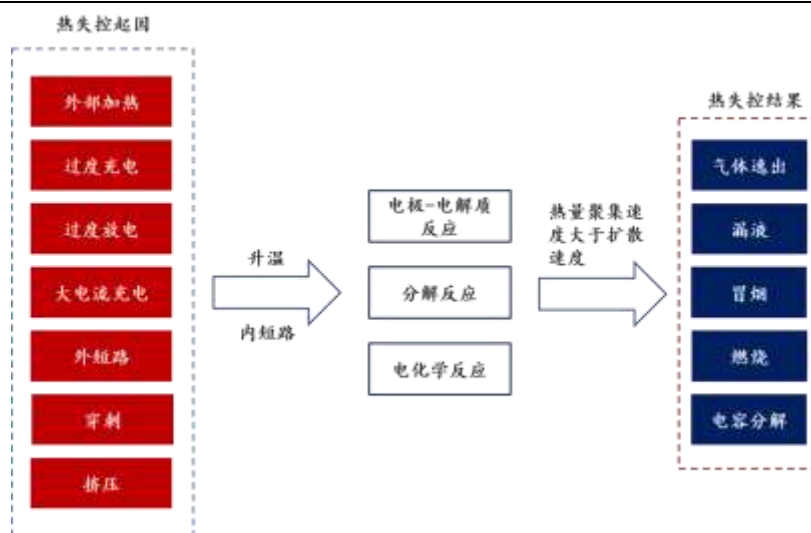 热失控起因
外部加热
过度充电
过度放电
大电流充电
外短路
穿刺
挤压
升温
内短路
电极-电解质
反应
分解反应
电化学反应
热量聚集速
度大于扩散
速度
热失控结果
气体逸出
漏液
冒烟
燃烧
电容分解